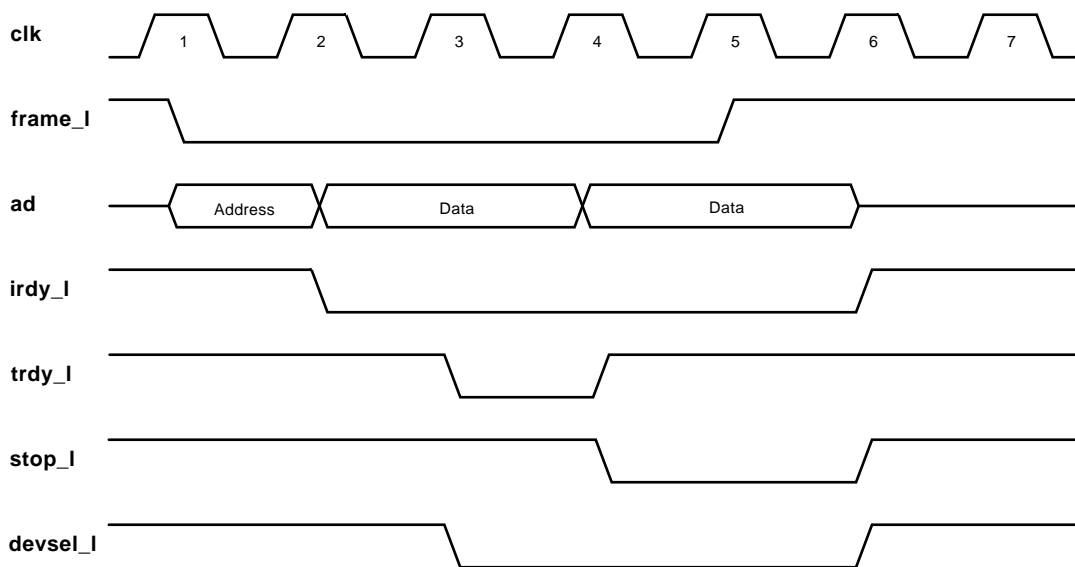 clk
1 2 3 4 5 6 7
frame_l
ad
Address Data Data
irdy_l
trdy_l
stop_l
devsel_l